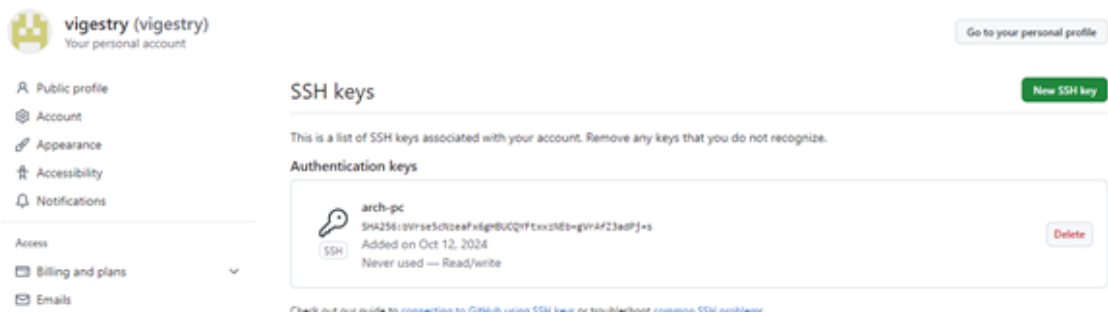 vigestry (vigestry)
Your personal account
Go to your personal profile
Public profile
Account
Appearance
Accessibility
Notifications
Access
Billing and plans
Emails
SSH keys
New SSH key
This is a list of SSH keys associated with your account. Remove any keys that you do not recognize.
Authentication keys
SSH
arch-pc
Added on Oct 12, 2024
Never used — Read/write
Delete
Check out our guide to connecting to GitHub using SSH keys or troubleshoot common SSH problems.